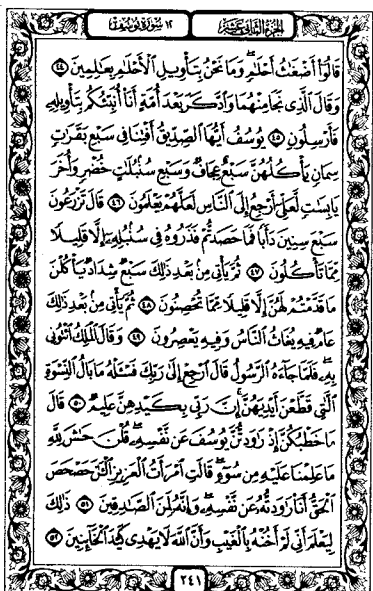 الجزء الثاني عشر ١٢ سورة يوسف
قَالُوٓا۟ أَضْغَـٰثُ أَحْلَـٰمٍ ۖ وَمَا نَحْنُ بِتَأْوِيلِ ٱلْأَحْلَـٰمِ بِعَـٰلِمِينَ ٤٤
وَقَالَ ٱلَّذِى نَجَا مِنْهُمَا وَٱدَّكَرَ بَعْدَ أُمَّةٍ أَنَا۠ أُنَبِّئُكُم بِتَأْوِيلِهِۦ
فَأَرْسِلُونِ ٤٥ يُوسُفُ أَيُّهَا ٱلصِّدِّيقُ أَفْتِنَا فِى سَبْعِ بَقَرَٰتٍ
سِمَانٍ يَأْكُلُهُنَّ سَبْعٌ عِجَافٌ وَسَبْعِ سُنۢبُلَـٰتٍ خُضْرٍ وَأُخَرَ
يَابِسَـٰتٍ لَّعَلِّىٓ أَرْجِعُ إِلَى ٱلنَّاسِ لَعَلَّهُمْ يَعْلَمُونَ ٤٦ قَالَ تَزْرَعُونَ
سَبْعَ سِنِينَ دَأَبًا فَمَا حَصَدتُّمْ فَذَرُوهُ فِى سُنۢبُلِهِۦٓ إِلَّا قَلِيلًا
مِّمَّا تَأْكُلُونَ ٤٧ ثُمَّ يَأْتِى مِنۢ بَعْدِ ذَٰلِكَ سَبْعٌ شِدَادٌ يَأْكُلْنَ
مَا قَدَّمْتُمْ لَهُنَّ إِلَّا قَلِيلًا مِّمَّا تُحْصِنُونَ ٤٨ ثُمَّ يَأْتِى مِنۢ بَعْدِ ذَٰلِكَ
عَامٌ فِيهِ يُغَاثُ ٱلنَّاسُ وَفِيهِ يَعْصِرُونَ ٤٩ وَقَالَ ٱلْمَلِكُ ٱئْتُونِى
بِهِۦ ۖ فَلَمَّا جَآءَهُ ٱلرَّسُولُ قَالَ ٱرْجِعْ إِلَىٰ رَبِّكَ فَسْـَٔلْهُ مَا بَالُ ٱلنِّسْوَةِ
ٱلَّـٰتِى قَطَّعْنَ أَيْدِيَهُنَّ ۚ إِنَّ رَبِّى بِكَيْدِهِنَّ عَلِيمٌ ٥٠ قَالَ
مَا خَطْبُكُنَّ إِذْ رَٰوَدتُّنَّ يُوسُفَ عَن نَّفْسِهِۦ ۚ قُلْنَ حَـٰشَ لِلَّهِ
مَا عَلِمْنَا عَلَيْهِ مِن سُوٓءٍ ۚ قَالَتِ ٱمْرَأَتُ ٱلْعَزِيزِ ٱلْـَٔـٰنَ حَصْحَصَ
ٱلْحَقُّ أَنَا۠ رَٰوَدتُّهُۥ عَن نَّفْسِهِۦ وَإِنَّهُۥ لَمِنَ ٱلصَّـٰدِقِينَ ٥١ ذَٰلِكَ
لِيَعْلَمَ أَنِّى لَمْ أَخُنْهُ بِٱلْغَيْبِ وَأَنَّ ٱللَّهَ لَا يَهْدِى كَيْدَ ٱلْخَآئِنِينَ ٥٢
٢٤١